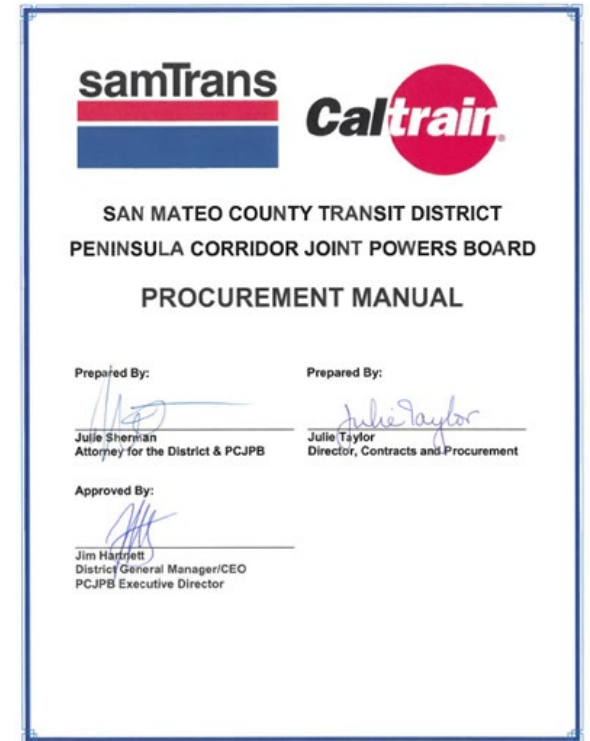 samTrans
Caltrain®
SAN MATEO COUNTY TRANSIT DISTRICT
PENINSULA CORRIDOR JOINT POWERS BOARD
PROCUREMENT MANUAL
Prepared By:
Julie Sherman
Attorney for the District & PCJPB
Prepared By:
Julie Taylor
Julie Taylor
Director, Contracts and Procurement
Approved By:
Jim Hartnett
District General Manager/CEO
PCJPB Executive Director